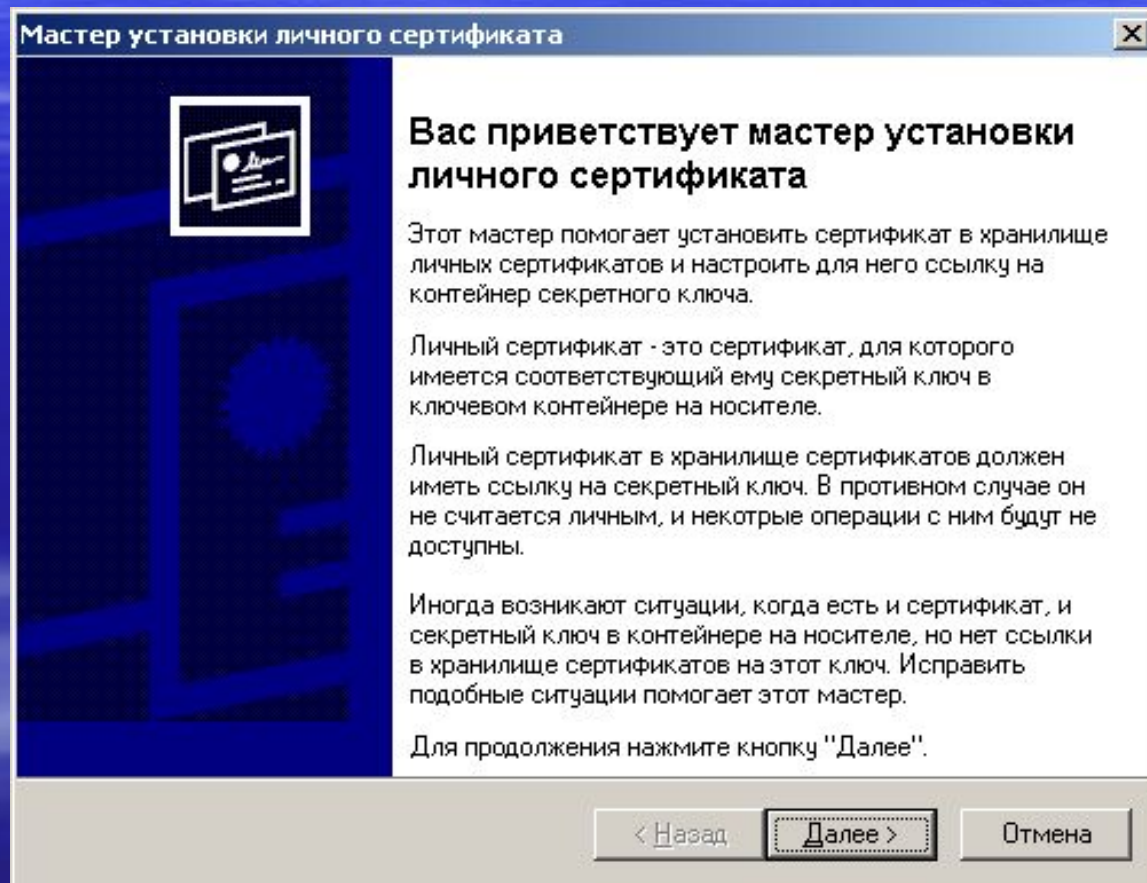 Мастер установки личного сертификата
Вас приветствует мастер установки
личного сертификата
Этот мастер помогает установить сертификат в хранилище
личных сертификатов и настроить для него ссылку на
контейнер секретного ключа.
Личный сертификат - это сертификат, для которого
имеется соответствующий ему секретный ключ в
ключевом контейнере на носителе.
Личный сертификат в хранилище сертификатов должен
иметь ссылку на секретный ключ. В противном случае он
не считается личным, и некотрые операции с ним будут не
доступны.
Иногда возникают ситуации, когда есть и сертификат, и
секретный ключ в контейнере на носителе, но нет ссылки
в хранилище сертификатов на этот ключ. Исправить
подобные ситуации помогает этот мастер.
Для продолжения нажмите кнопку "Далее".
< Назад Далее > Отмена